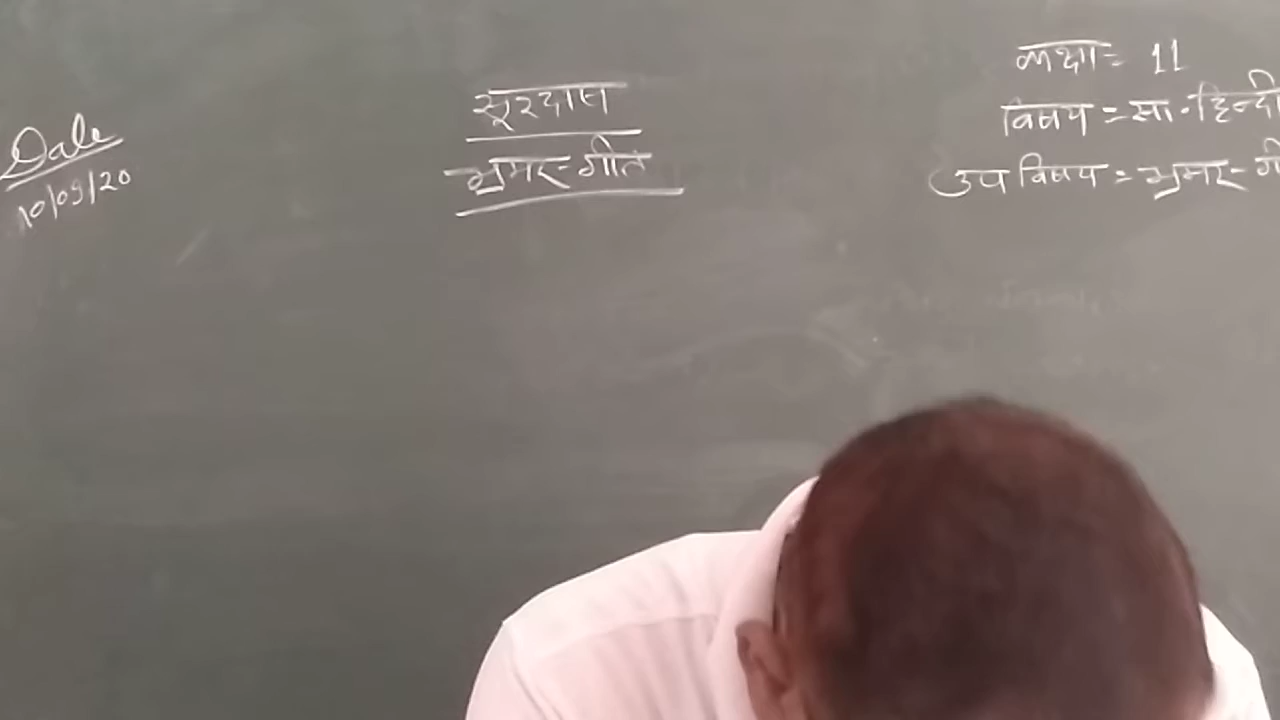 Date
10/09/20
सूरदास
भ्रमर-गीत
कक्षा= 11
विषय = सा.हिन्दी
उप विषय = भ्रमर-गी